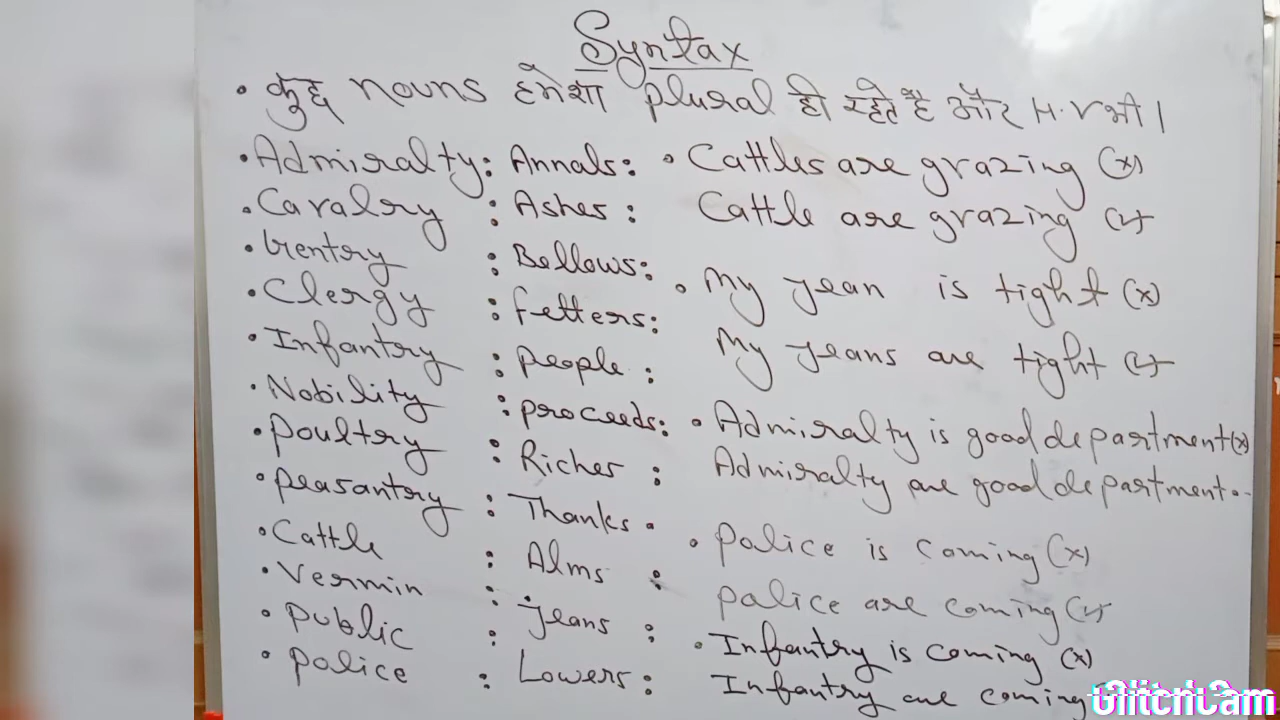 Syntax
• कुछ nouns हमेशा plural ही रहते है और H.V भी।
• Admiralty : Annals : • Cattles are grazing (x)
• Cavalry : Ashes : Cattle are grazing (✓)
• Gentry : Bellows :
• Clergy : Fetters : • My jean is tight (x)
• Infantry : people : My jeans are tight (✓)
• Nobility : proceeds : • Admiralty is good department (x)
• Poultry : Riches : Admiralty are good department..
• peasantry : Thanks • • police is coming (x)
• Cattle : Alms : police are coming (✓)
• Vermin : Jeans : • Infantry is coming (x)
• public : Lowers : Infantry are coming
• police :
GlitchCam